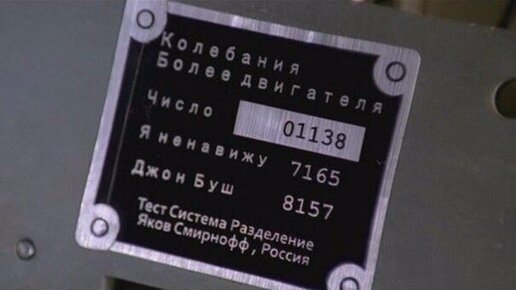 Колебания
Более двигателя
Число 01138
Я ненавижу 7165
Джон Буш 8157
Тест Система Разделение
Яков Смирнофф, Россия